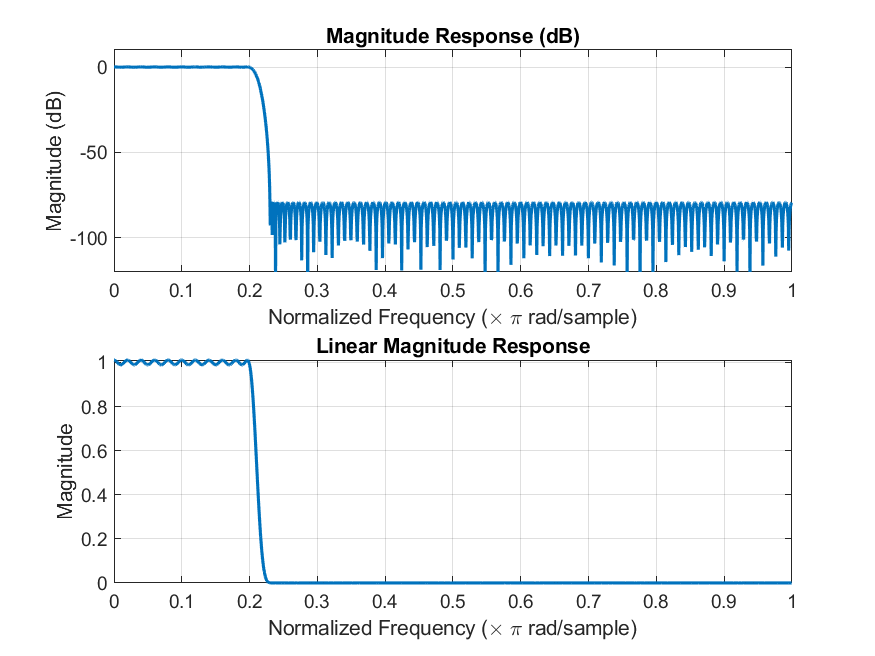 Magnitude Response (dB)
0
-50
-100
Magnitude (dB)
0 0.1 0.2 0.3 0.4 0.5 0.6 0.7 0.8 0.9 1
Normalized Frequency (× π rad/sample)
Linear Magnitude Response
1
0.8
0.6
0.4
0.2
0
Magnitude
0 0.1 0.2 0.3 0.4 0.5 0.6 0.7 0.8 0.9 1
Normalized Frequency (× π rad/sample)